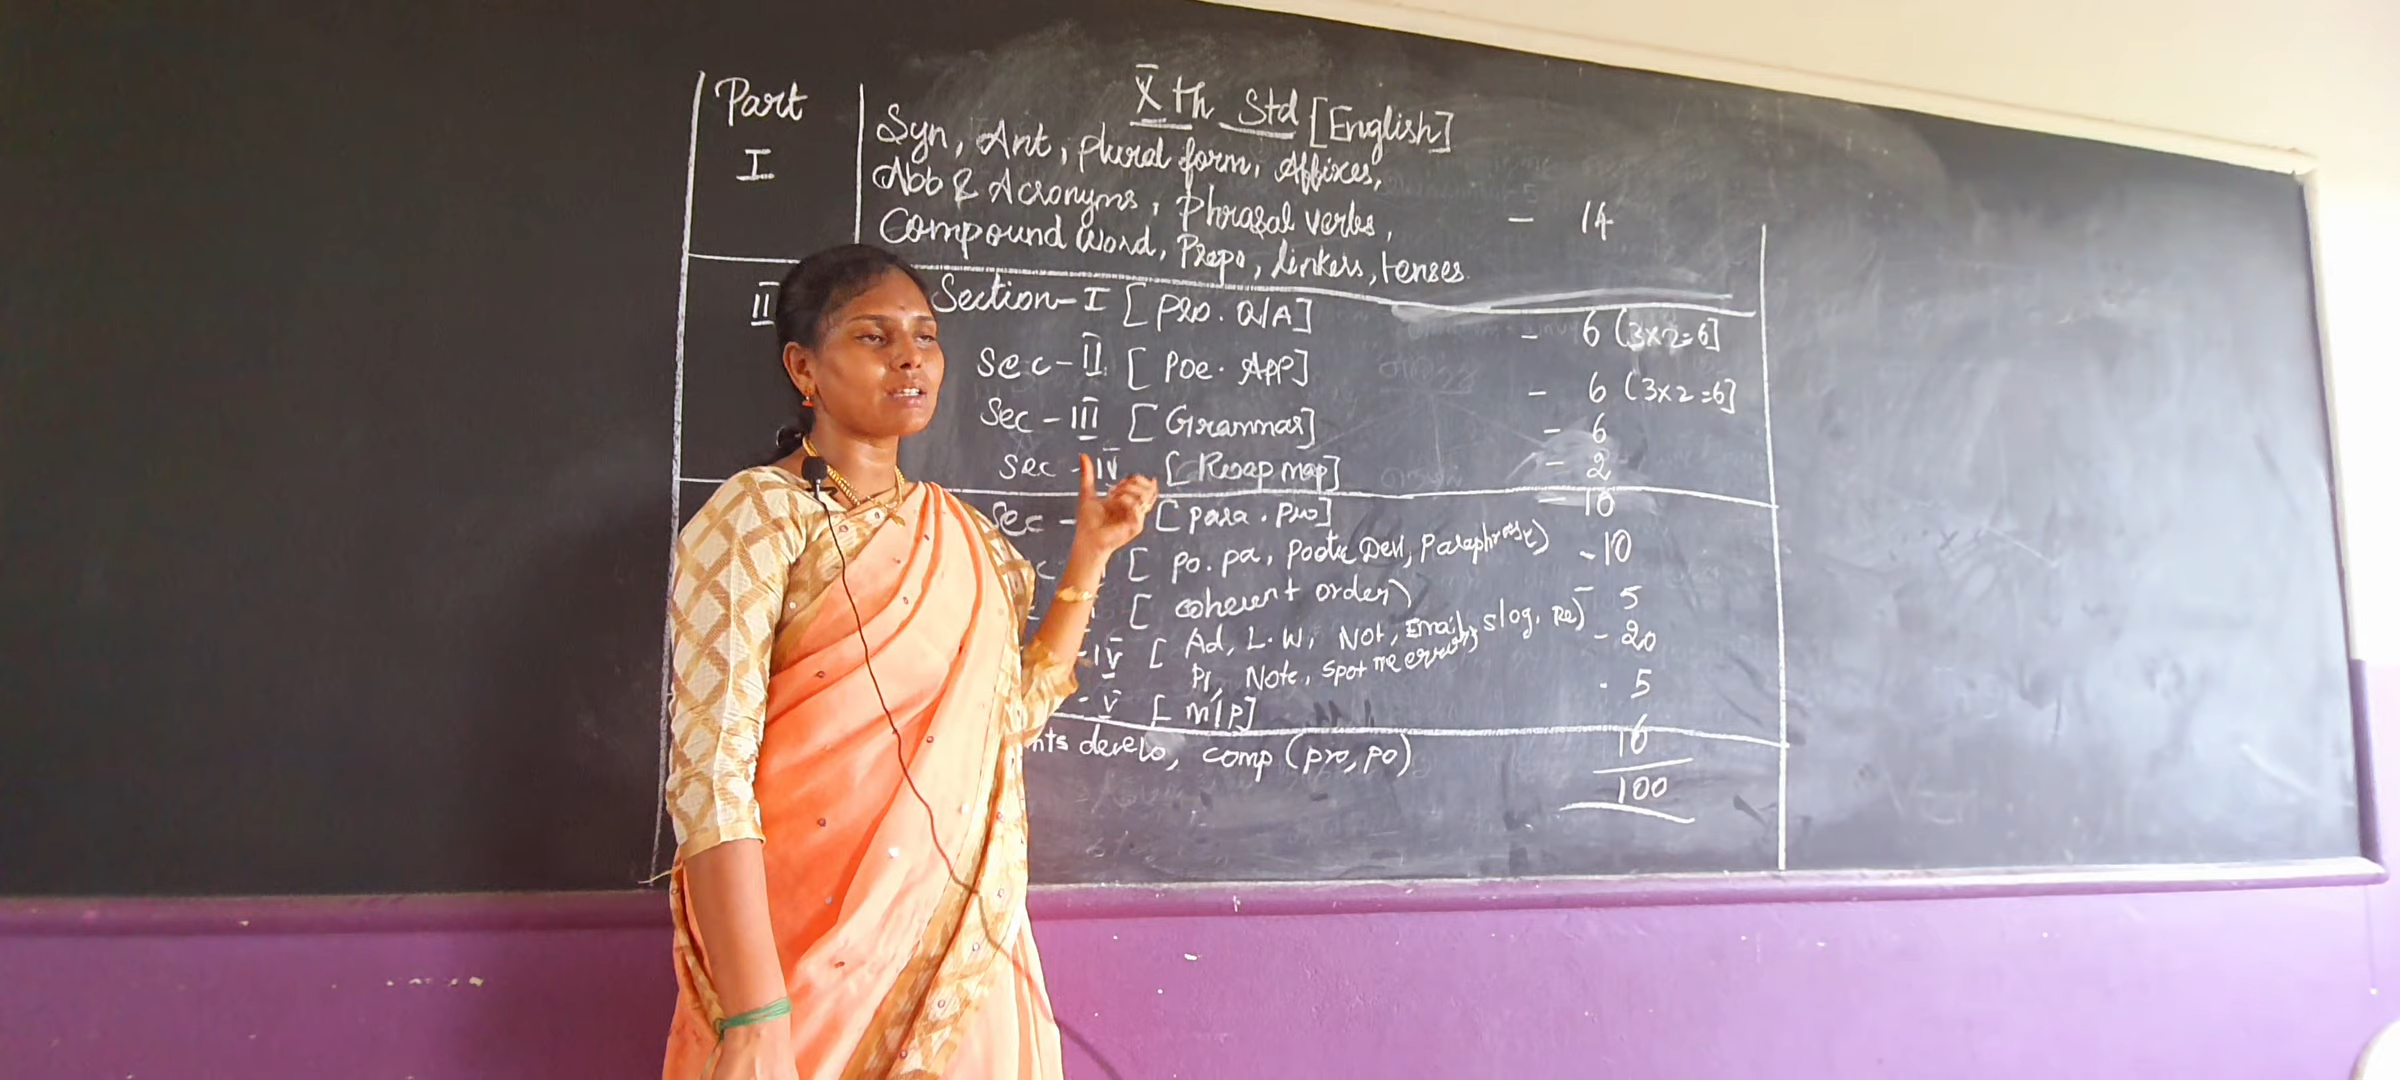 Xth Std [English]
Part
I
Syn, Ant, plural form, Affixes,
Abb & Acronyms, Phrasal verbs, - 14
Compound word, Prepo, linkers, tenses.
II Section-I [pro. Q/A] - 6 (3x2=6]
Sec-II [Poe. App] - 6 (3x2=6]
Sec-III [Grammar] - 6
Sec-IV [Roap map] - 2
Sec - [para. pro] - 10
[po. pa, Poetic Devi, paraphrase) - 10
[coherent order) - 5
-IV [Ad, L.W, Not, Email, slog, Re) - 20
Pi, Note, Spot the errors)
-V [M/P] - 5
nts develo, comp (pro, po) 16
100